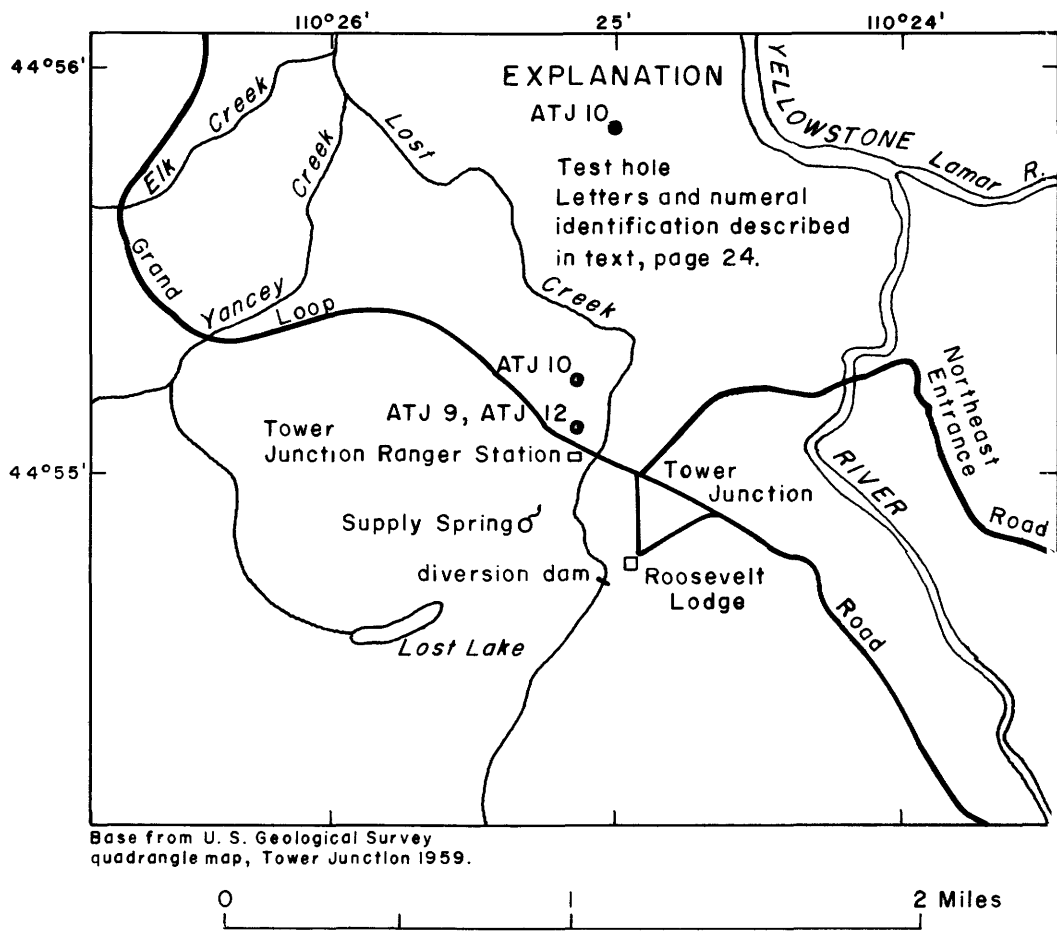 110°26' 25' 110°24'
44°56'
EXPLANATION
ATJ 10
Test hole
Letters and numeral
identification described
in text, page 24.
YELLOWSTONE
Lamar R.
Elk Creek
Creek
Lost
Grand
Yancey
Loop
Creek
ATJ 10
ATJ 9, ATJ 12
Tower
Junction Ranger Station
44°55'
Tower
Junction
Northeast
Entrance
Road
RIVER
Supply Spring
diversion dam
Roosevelt
Lodge
Road
Lost Lake
Base from U. S. Geological Survey
quadrangle map, Tower Junction 1959.
0 1 2 Miles